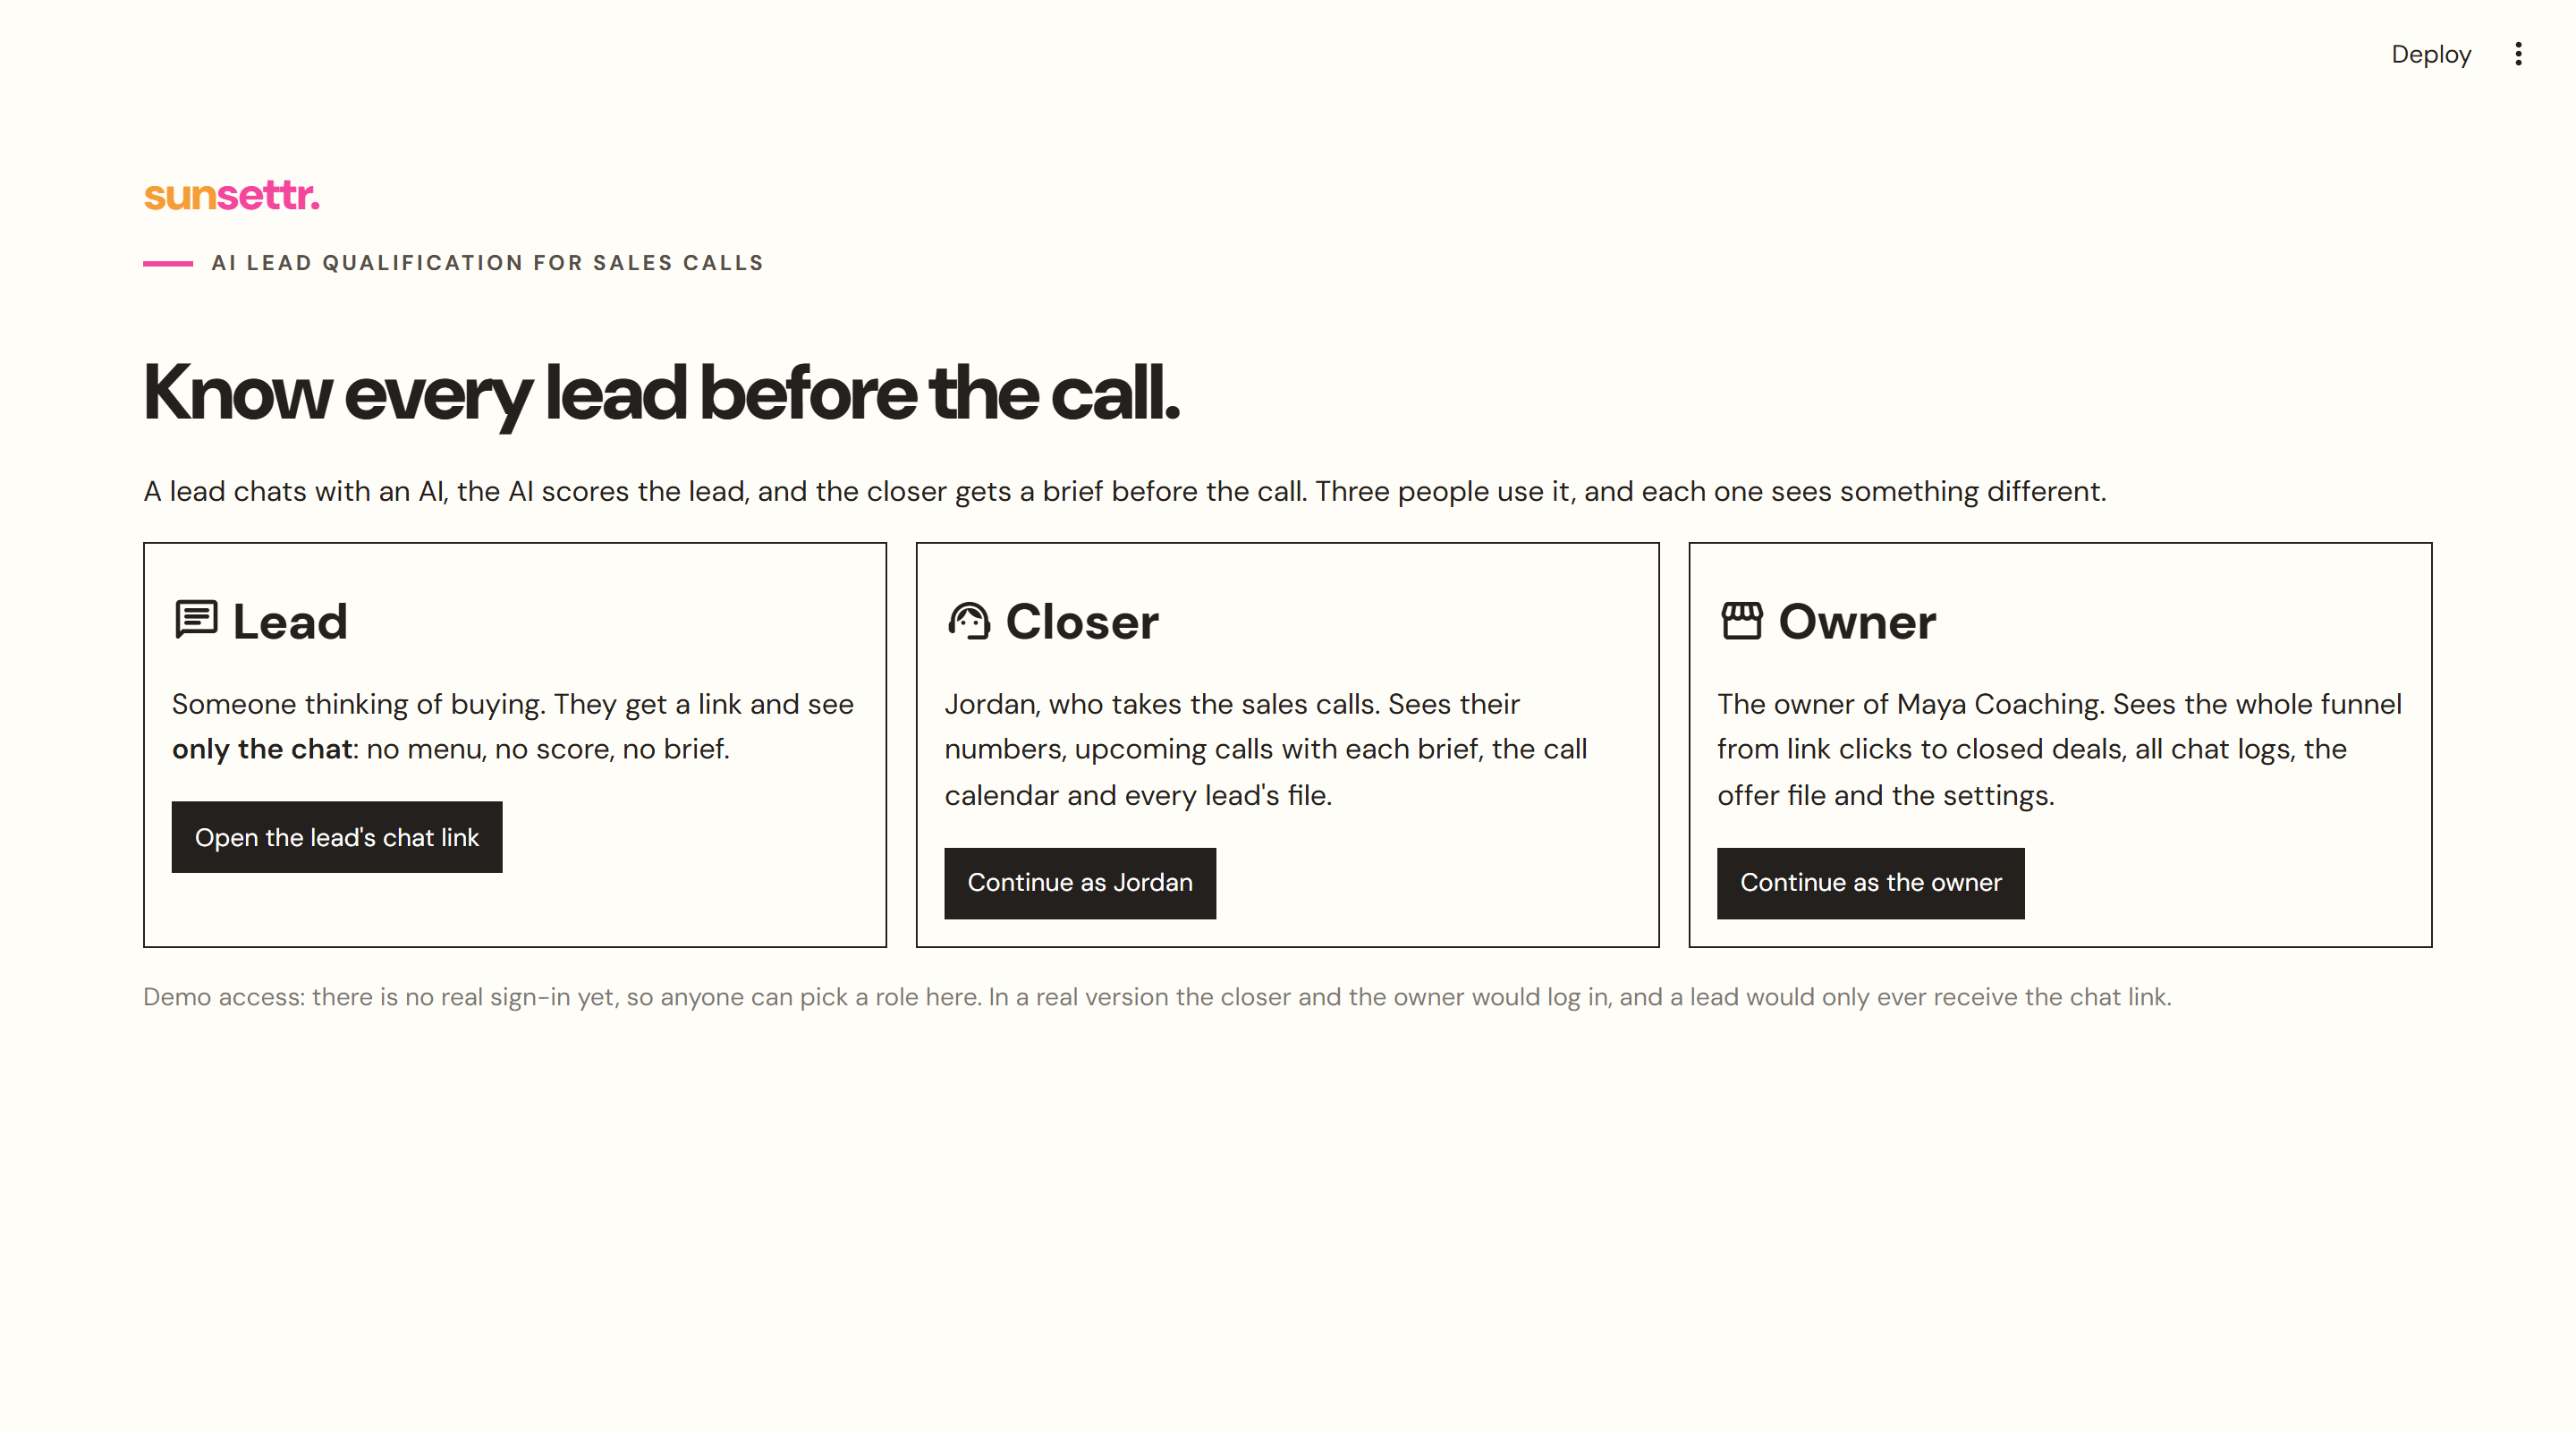 Deploy
sunsettr.
AI LEAD QUALIFICATION FOR SALES CALLS
Know every lead before the call.
A lead chats with an AI, the AI scores the lead, and the closer gets a brief before the call. Three people use it, and each one sees something different.
Lead
Someone thinking of buying. They get a link and see
only the chat: no menu, no score, no brief.
Open the lead's chat link
Closer
Jordan, who takes the sales calls. Sees their
numbers, upcoming calls with each brief, the call
calendar and every lead's file.
Continue as Jordan
Owner
The owner of Maya Coaching. Sees the whole funnel
from link clicks to closed deals, all chat logs, the
offer file and the settings.
Continue as the owner
Demo access: there is no real sign-in yet, so anyone can pick a role here. In a real version the closer and the owner would log in, and a lead would only ever receive the chat link.